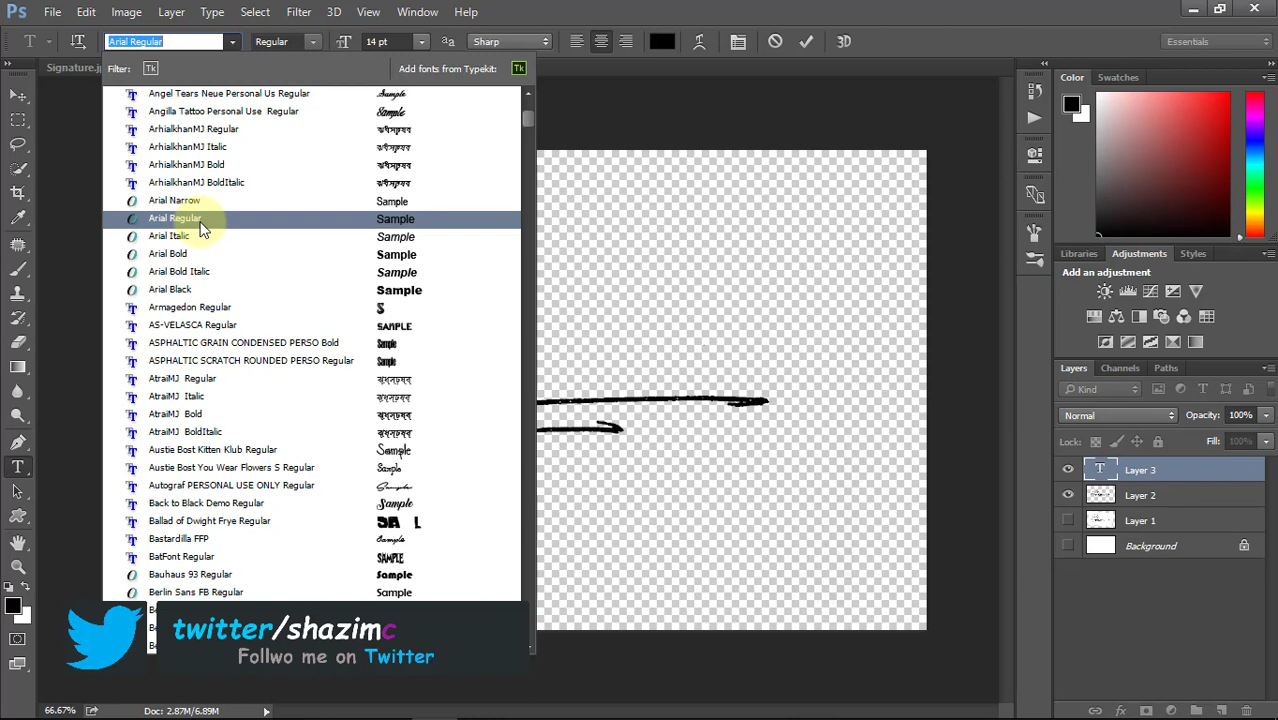 Ps File Edit Image Layer Type Select Filter 3D View Window Help
Arial Regular Regular 14 pt Sharp 3D Essentials
Filter: Add fonts from Typekit:
Signature.j
Angel Tears Neue Personal Us Regular Sample
Angilla Tattoo Personal Use Regular Sample
ArhialkhanMJ Regular
ArhialkhanMJ Italic
ArhialkhanMJ Bold
ArhialkhanMJ BoldItalic
Arial Narrow Sample
Arial Regular Sample
Arial Italic Sample
Arial Bold Sample
Arial Bold Italic Sample
Arial Black Sample
Armagedon Regular S
AS-VELASCA Regular SAMPLE
ASPHALTIC GRAIN CONDENSED PERSO Bold Sample
ASPHALTIC SCRATCH ROUNDED PERSO Regular Sample
AtraiMJ Regular
AtraiMJ Italic
AtraiMJ Bold
AtraiMJ BoldItalic
Austie Bost Kitten Klub Regular Sample
Austie Bost You Wear Flowers S Regular Sample
Autograf PERSONAL USE ONLY Regular Sample
Back to Black Demo Regular Sample
Ballad of Dwight Frye Regular SA L
Bastardilla FFP Sample
BatFont Regular SAMPLE
Bauhaus 93 Regular Sample
Berlin Sans FB Regular Sample
twitter/shazimc
Follwo me on Twitter
66.67% Doc: 2.87M/6.89M
Color Swatches
Libraries Adjustments Styles
Add an adjustment
Layers Channels Paths
Kind
Normal Opacity: 100%
Lock: Fill: 100%
Layer 3
Layer 2
Layer 1
Background